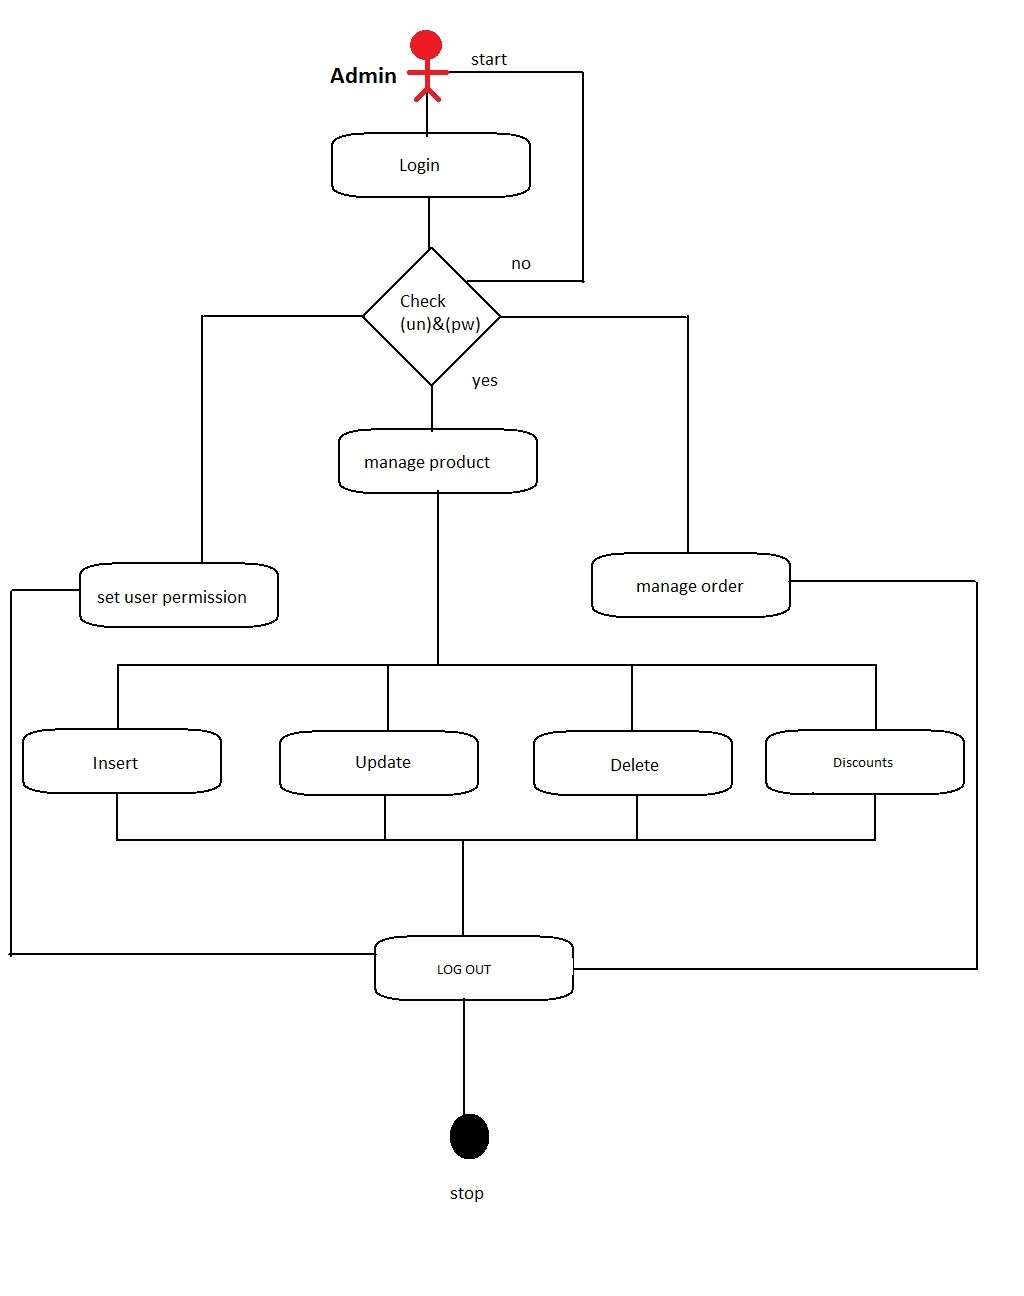 start
Admin
Login
no
Check
(un)&(pw)
yes
manage product
set user permission
manage order
Insert
Update
Delete
Discounts
LOG OUT
stop